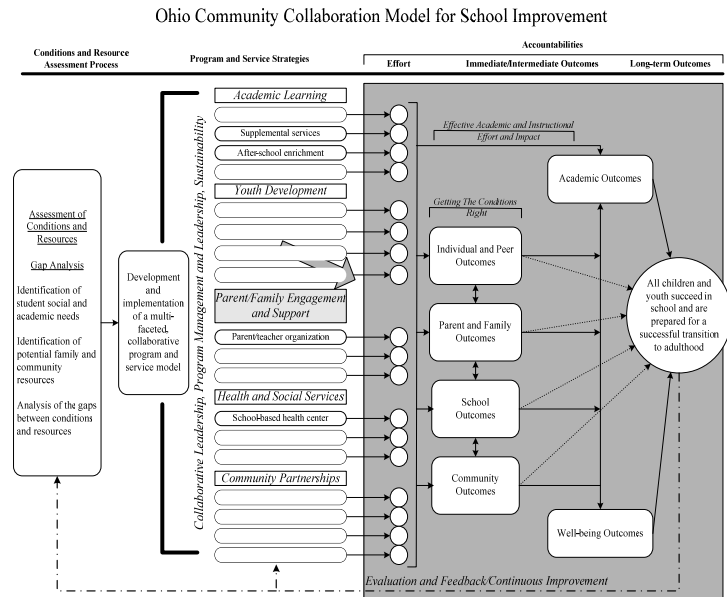 Ohio Community Collaboration Model for School Improvement
Conditions and Resource
Assessment Process
Program and Service Strategies
Accountabilities
Effort
Immediate/Intermediate Outcomes
Long-term Outcomes
Assessment of
Conditions and
Resources
Gap Analysis
Identification of
student social and
academic needs
Identification of
potential family and
community
resources
Analysis of the gaps
between conditions
and resources
Development
and
implementation
of a multi-
faceted,
collaborative
program and
service model
Collaborative Leadership, Program Management and Leadership, Sustainability
Academic Learning
Supplemental services
After-school enrichment
Youth Development
Parent/Family Engagement
and Support
Parent/teacher organization
Health and Social Services
School-based health center
Community Partnerships
Effective Academic and Instructional
Effort and Impact
Getting The Conditions
Right
Individual and Peer
Outcomes
Parent and Family
Outcomes
School
Outcomes
Community
Outcomes
Academic Outcomes
Well-being Outcomes
All children and
youth succeed in
school and are
prepared for a
successful transition
to adulthood
Evaluation and Feedback/Continuous Improvement